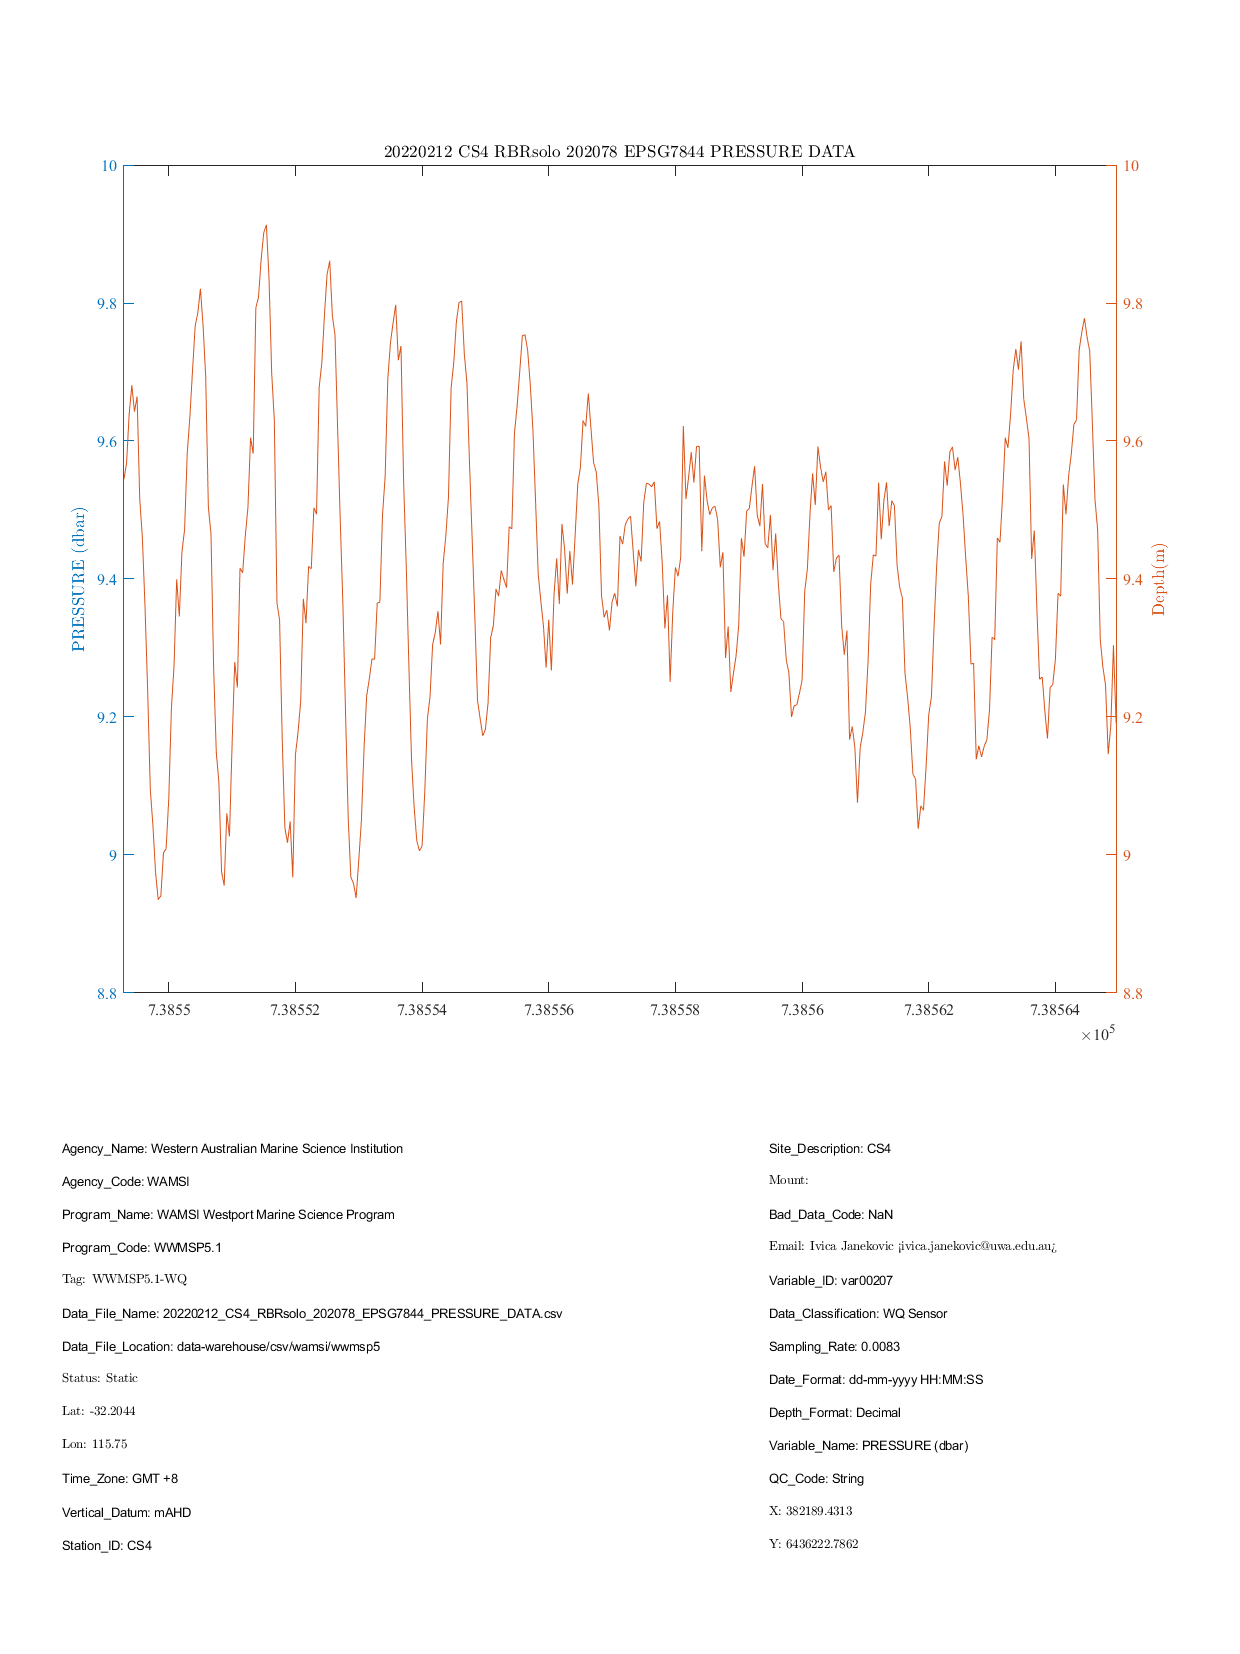 20220212 CS4 RBRsolo 202078 EPSG7844 PRESSURE DATA
10
9.8
9.6
9.4
9.2
9
8.8
PRESSURE (dbar)
10
9.8
9.6
9.4
9.2
9
8.8
Depth(m)
7.3855 7.38552 7.38554 7.38556 7.38558 7.3856 7.38562 7.38564
×10^5
Agency_Name: Western Australian Marine Science Institution
Agency_Code: WAMSI
Program_Name: WAMSI Westport Marine Science Program
Program_Code: WWMSP5.1
Tag: WWMSP5.1-WQ
Data_File_Name: 20220212_CS4_RBRsolo_202078_EPSG7844_PRESSURE_DATA.csv
Data_File_Location: data-warehouse/csv/wamsi/wwmsp5
Status: Static
Lat: -32.2044
Lon: 115.75
Time_Zone: GMT +8
Vertical_Datum: mAHD
Station_ID: CS4
Site_Description: CS4
Mount:
Bad_Data_Code: NaN
Email: Ivica Janekovic ¡ivica.janekovic@uwa.edu.au¿
Variable_ID: var00207
Data_Classification: WQ Sensor
Sampling_Rate: 0.0083
Date_Format: dd-mm-yyyy HH:MM:SS
Depth_Format: Decimal
Variable_Name: PRESSURE (dbar)
QC_Code: String
X: 382189.4313
Y: 6436222.7862